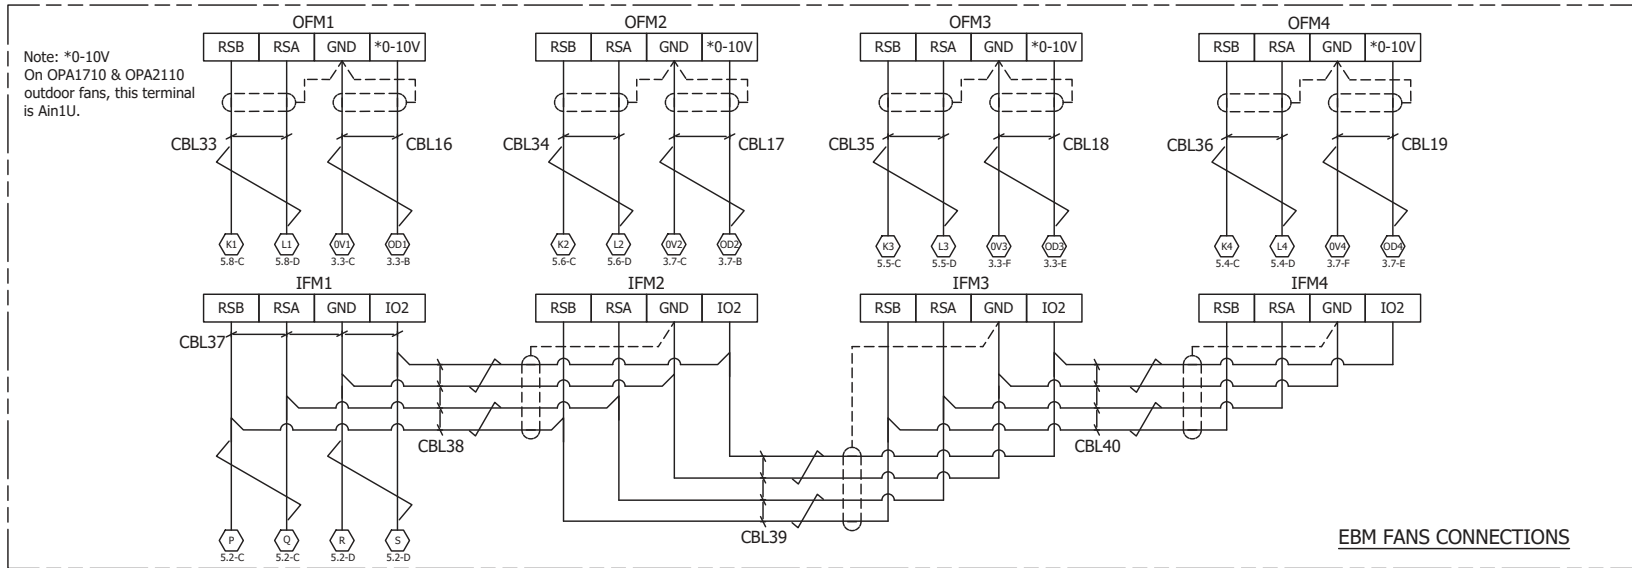 OFM1 OFM2 OFM3 OFM4
RSB RSA GND *0-10V RSB RSA GND *0-10V RSB RSA GND *0-10V RSB RSA GND *0-10V
Note: *0-10V
On OPA1710 & OPA2110
outdoor fans, this terminal
is Ain1U.
CBL33 CBL16 CBL34 CBL17 CBL35 CBL18 CBL36 CBL19
K1 L1 0V1 OD1 K2 L2 0V2 OD2 K3 L3 0V3 OD3 K4 L4 0V4 OD4
5.8-C 5.8-D 3.3-C 3.3-B 5.6-C 5.6-D 3.7-C 3.7-B 5.5-C 5.5-D 3.3-F 3.3-E 5.4-C 5.4-D 3.7-F 3.7-E
IFM1 IFM2 IFM3 IFM4
RSB RSA GND IO2 RSB RSA GND IO2 RSB RSA GND IO2 RSB RSA GND IO2
CBL37
CBL38 CBL40
CBL39
P Q R S
5.2-C 5.2-C 5.2-D 5.2-D
EBM FANS CONNECTIONS